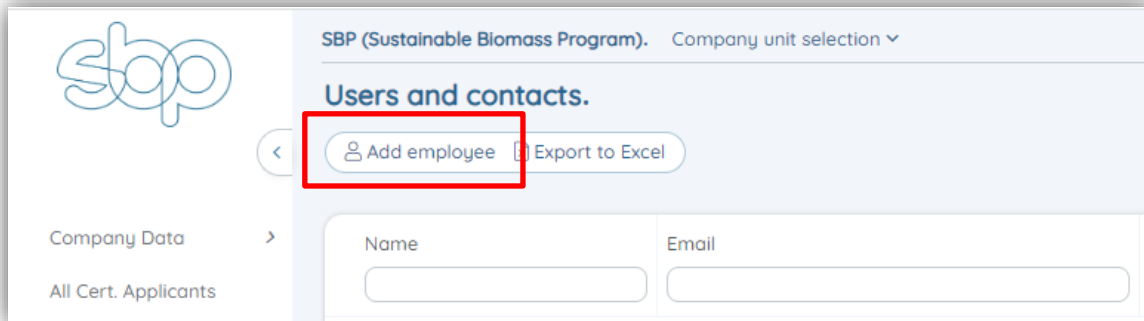 sbp
SBP (Sustainable Biomass Program). Company unit selection
Users and contacts.
Add employee Export to Excel
Company Data
All Cert. Applicants
Name Email